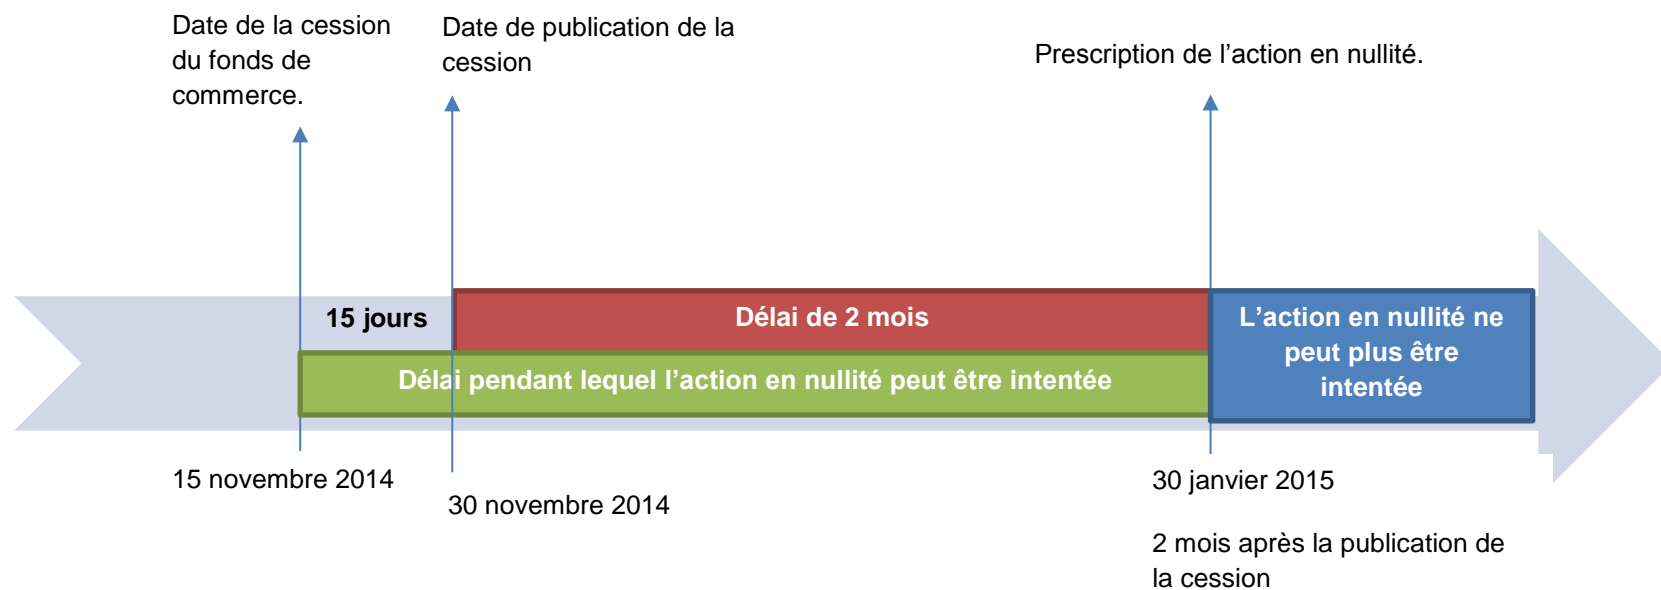 Date de la cession
du fonds de
commerce.
Date de publication de la
cession
Prescription de l’action en nullité.
15 jours
Délai de 2 mois
L’action en nullité ne
peut plus être
intentée
Délai pendant lequel l’action en nullité peut être intentée
15 novembre 2014
30 novembre 2014
30 janvier 2015
2 mois après la publication de
la cession